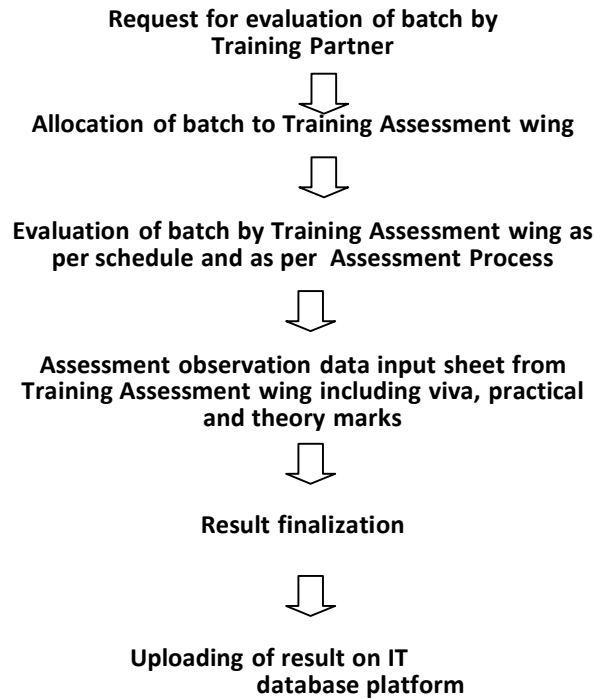 Request for evaluation of batch by
Training Partner
Allocation of batch to Training Assessment wing
Evaluation of batch by Training Assessment wing as
per schedule and as per Assessment Process
Assessment observation data input sheet from
Training Assessment wing including viva, practical
and theory marks
Result finalization
Uploading of result on IT
database platform